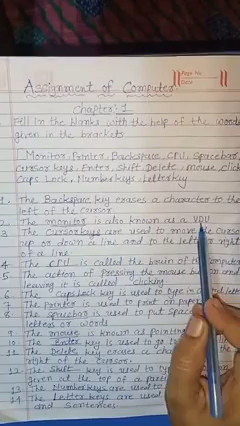 Page No.
Date
Assignment of Computer
Chapter:1
Fill in the blanks with the help of the words
given in the brackets
Monitor, Printer, Backspace, CPU, Spacebar,
Cursor keys, Enter, Shift, Delete, mouse, click
Caps Lock, Number keys, Letter key
1. The Backspace key erases a character to the
left of the cursor
2. The monitor is also known as a VDU
3 The Cursor keys are used to move the curso
up or down a line and to the left or right
of a line.
4 The CPU is called the brain of the computer
5 The action of pressing the mouse button and
leaving it is called clicking
6 The capslock key is used to type in capital lette
7 The printer is used to print on paper
8 The spacebar is used to put space
letters or words
9. The mouse is known as pointing
10. The Enter key is used to go to
11. The Delete key erases a charac
right of the cursor.
12. The Shift key is used to ty
given at the top of a parti
13. The Number keys are used to
14 The Letter keys are used
and sentences.